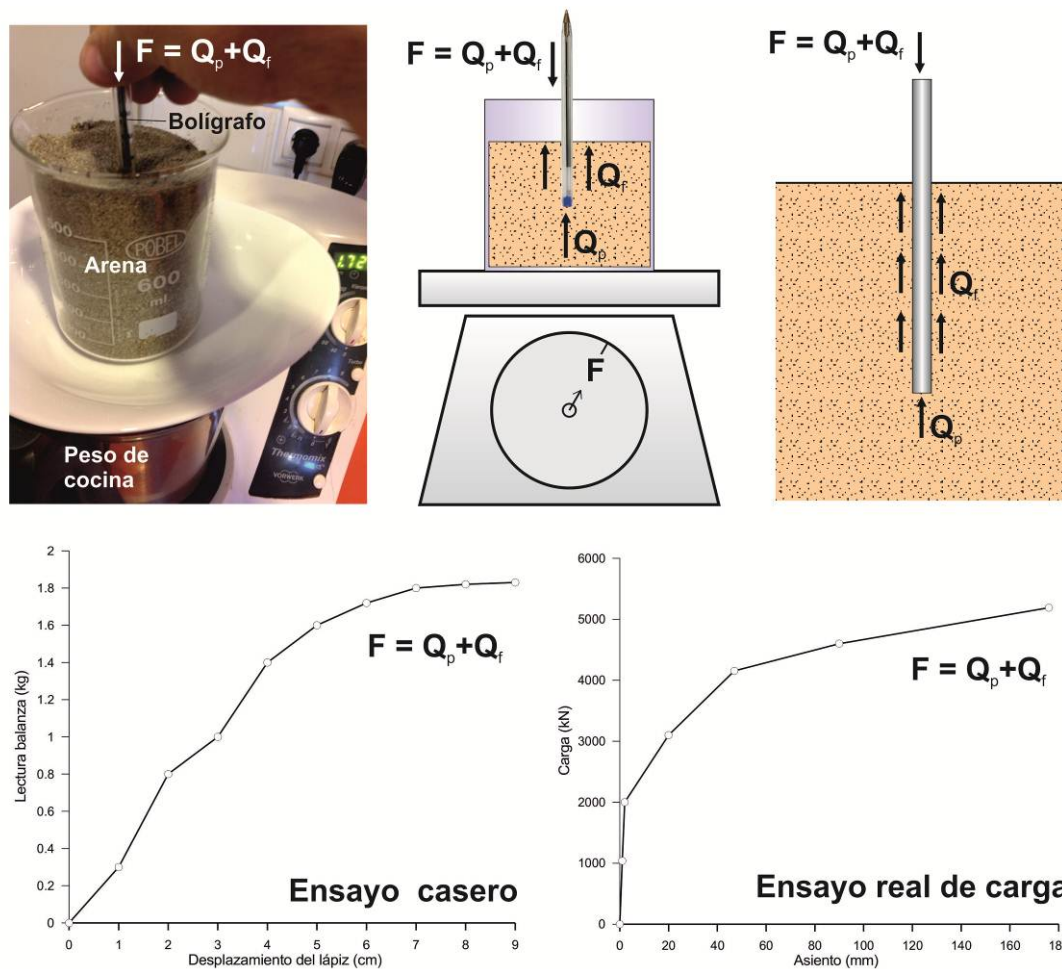 F = Qp+Qf
Bolígrafo
Arena
POBEL
600
ml
1.72
Peso de
cocina
Thermomix
VORWERK
F = Qp+Qf
Qf
Qp
F
F = Qp+Qf
Qf
Qp
Lectura balanza (kg)
2
1.8
1.6
1.4
1.2
1
0.8
0.6
0.4
0.2
0
F = Qp+Qf
Ensayo casero
0 1 2 3 4 5 6 7 8 9
Desplazamiento del lápiz (cm)
Carga (kN)
6000
5000
4000
3000
2000
1000
0
F = Qp+Qf
Ensayo real de carga
0 20 40 60 80 100 120 140 160 18
Asiento (mm)